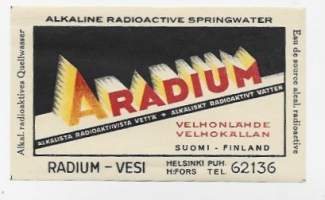 ALKALINE RADIOACTIVE SPRINGWATER
Alkal. radioaktives Quellwasser
Eau de source alcal. radioactive
ARADIUM
ALKALISTA RADIOAKTIIVISTA VETTÄ + ALKALISKT RADIOAKTIVT VATTEN
VELHONLÄHDE
VELHOKÄLLAN
SUOMI - FINLAND
RADIUM - VESI
HELSINKI PUH.
H:FORS TEL.
62136